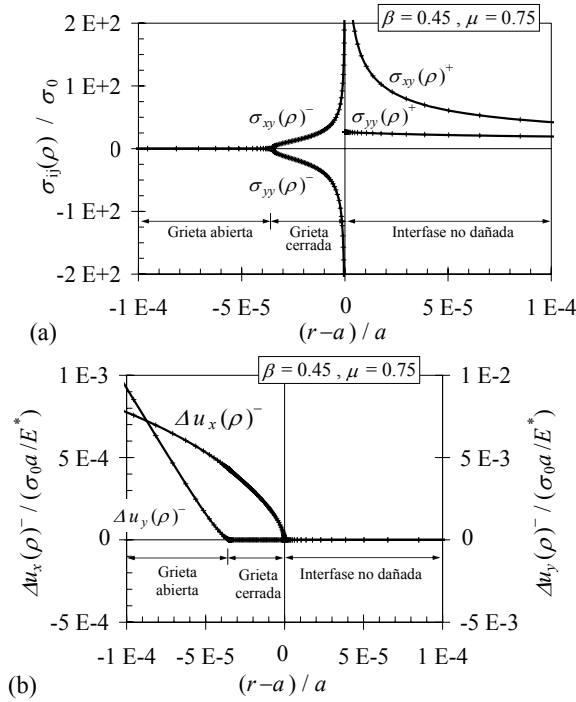 β = 0.45 , μ = 0.75
2 E+2
1 E+2
0
-1 E+2
-2 E+2
σij(ρ) / σ0
σxy(ρ)⁻
σyy(ρ)⁻
σxy(ρ)⁺
σyy(ρ)⁺
Grieta abierta
Grieta
cerrada
Interfase no dañada
-1 E-4 -5 E-5 0 5 E-5 1 E-4
(r−a) / a
(a)
β = 0.45 , μ = 0.75
1 E-3
5 E-4
0
-5 E-4
Δux(ρ)⁻ / (σ0a/E*)
1 E-2
5 E-3
0
-5 E-3
Δuy(ρ)⁻ / (σ0a/E*)
Δux(ρ)⁻
Δuy(ρ)⁻
Grieta
abierta
Grieta
cerrada
Interfase no dañada
-1 E-4 -5 E-5 0 5 E-5 1 E-4
(r−a) / a
(b)